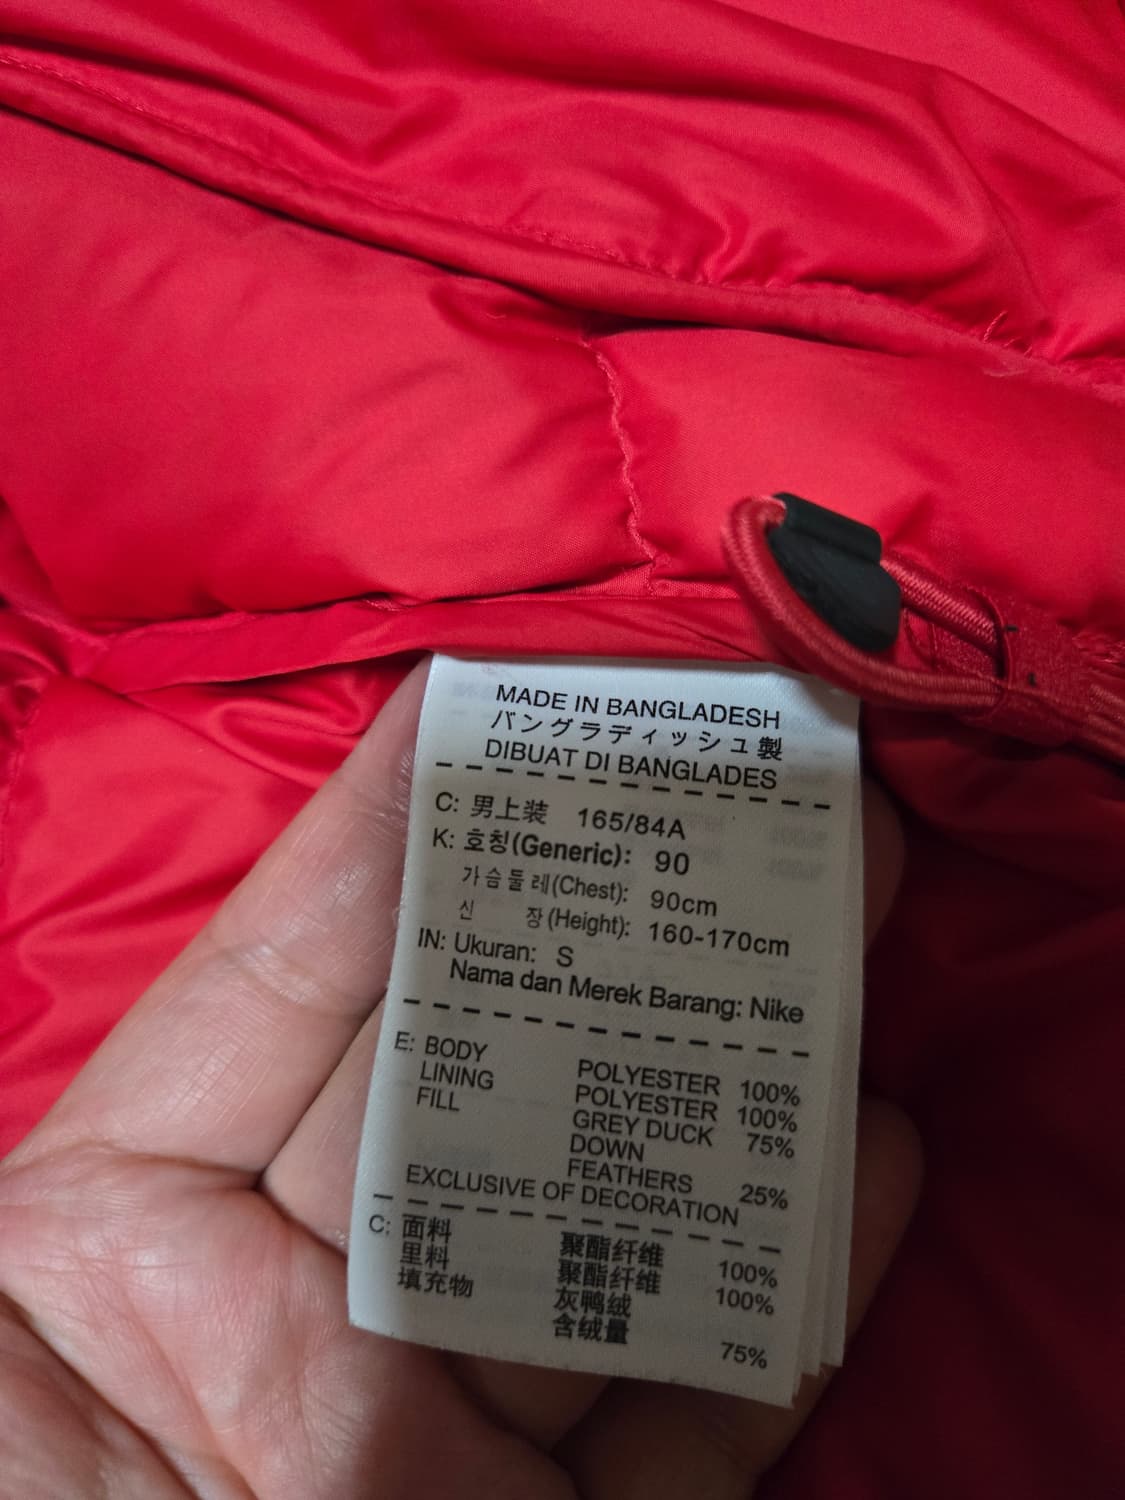 MADE IN BANGLADESH
バングラディッシュ製
DIBUAT DI BANGLADES
C: 男上装 165/84A
K: 호칭(Generic): 90
가슴둘레(Chest): 90cm
신 장(Height): 160-170cm
IN: Ukuran: S
Nama dan Merek Barang: Nike
E: BODY POLYESTER 100%
LINING POLYESTER 100%
FILL GREY DUCK 75%
DOWN
FEATHERS 25%
EXCLUSIVE OF DECORATION
C: 面料 聚酯纤维 100%
里料 聚酯纤维 100%
填充物 灰鸭绒
含绒量 75%